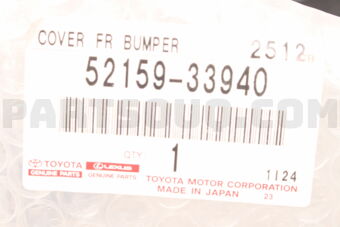 COVER FR BUMPER
2512
52159-33940
PARTSOUQ.COM
QTY
1
1124
TOYOTA
GENUINE PARTS
LEXUS
GENUINE PARTS
TOYOTA MOTOR CORPORATION
MADE IN JAPAN
23